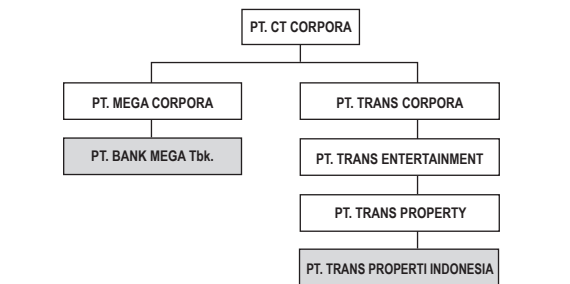 PT. CT CORPORA
PT. MEGA CORPORA
PT. TRANS CORPORA
PT. BANK MEGA Tbk.
PT. TRANS ENTERTAINMENT
PT. TRANS PROPERTY
PT. TRANS PROPERTI INDONESIA